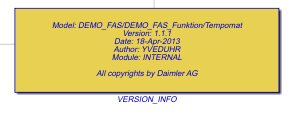 Model: DEMO_FAS/DEMO_FAS_Funktion/Tempomat
Version: 1.1.1
Date: 18-Apr-2013
Author: YVEDUHR
Module: INTERNAL
All copyrights by Daimler AG
VERSION_INFO